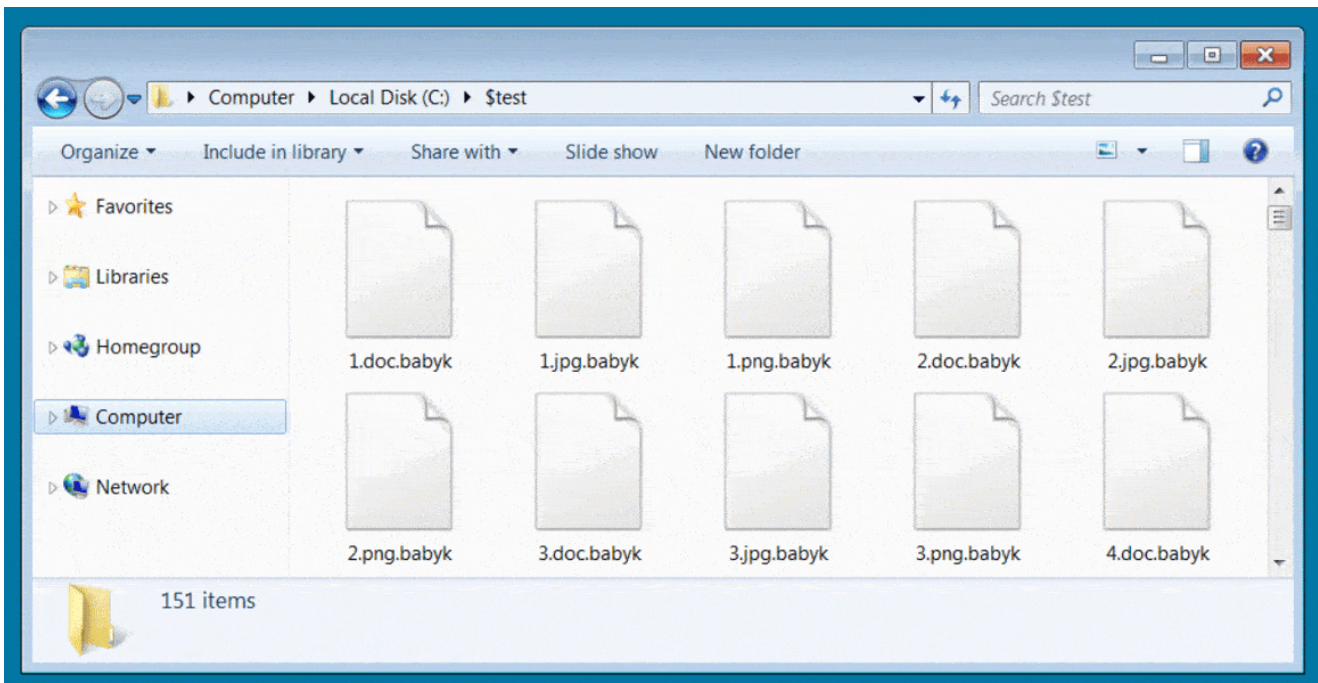 Computer Local Disk (C:) $test Search $test
Organize Include in library Share with Slide show New folder
Favorites
Libraries
Homegroup
Computer
Network
1.doc.babyk 1.jpg.babyk 1.png.babyk 2.doc.babyk 2.jpg.babyk
2.png.babyk 3.doc.babyk 3.jpg.babyk 3.png.babyk 4.doc.babyk
151 items